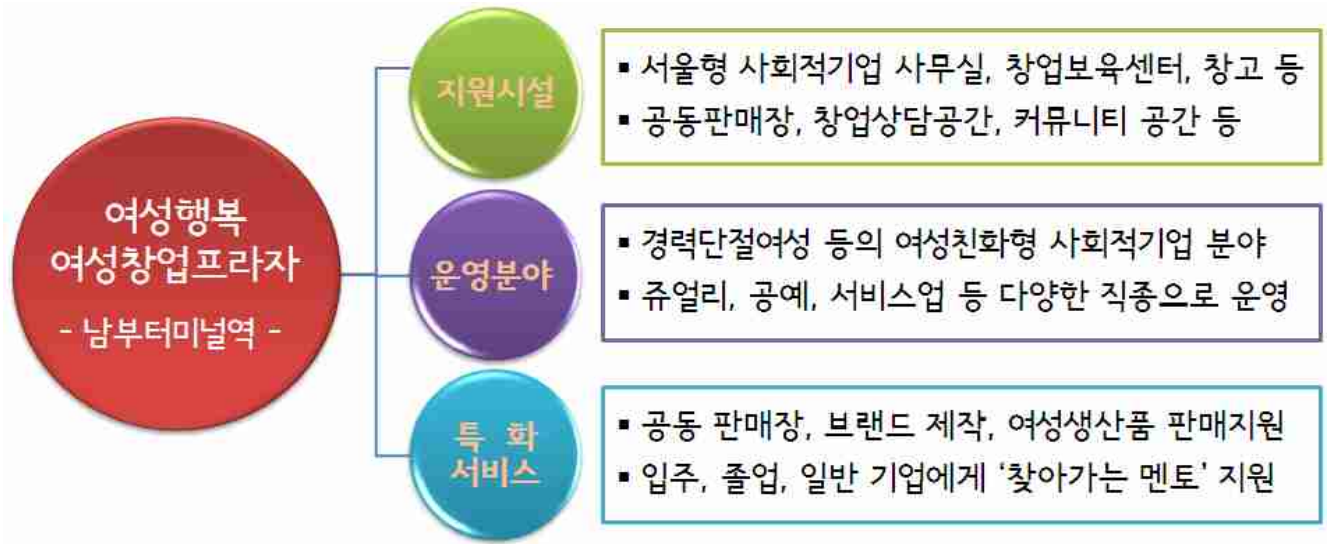 여성행복
여성창업프라자
- 남부터미널역 -
지원시설
▪ 서울형 사회적기업 사무실, 창업보육센터, 창고 등
▪ 공동판매장, 창업상담공간, 커뮤니티 공간 등
운영분야
▪ 경력단절여성 등의 여성친화형 사회적기업 분야
▪ 쥬얼리, 공예, 서비스업 등 다양한 직종으로 운영
특 화
서비스
▪ 공동 판매장, 브랜드 제작, 여성생산품 판매지원
▪ 입주, 졸업, 일반 기업에게 ‘찾아가는 멘토’ 지원